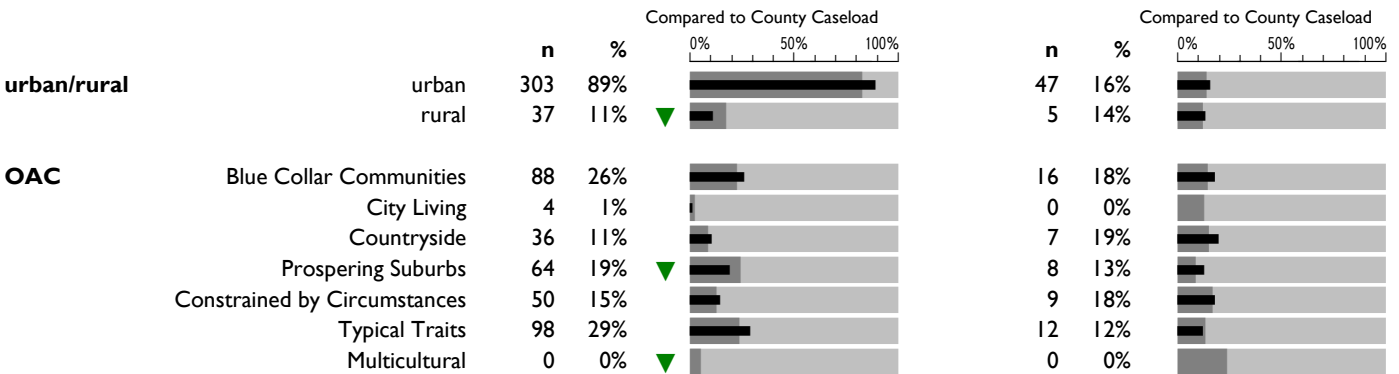 Compared to County Caseload Compared to County Caseload
n % 0% 50% 100% n % 0% 50% 100%
urban/rural urban 303 89% 47 16%
rural 37 11% 5 14%
OAC Blue Collar Communities 88 26% 16 18%
City Living 4 1% 0 0%
Countryside 36 11% 7 19%
Prospering Suburbs 64 19% 8 13%
Constrained by Circumstances 50 15% 9 18%
Typical Traits 98 29% 12 12%
Multicultural 0 0% 0 0%